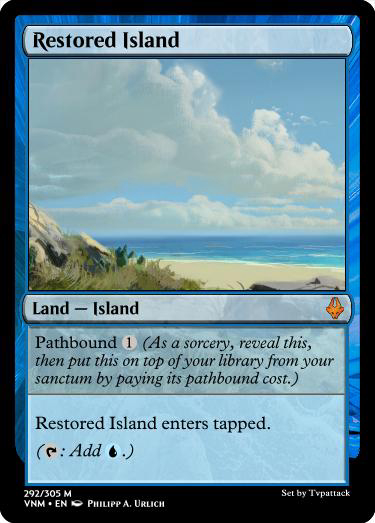 Restored Island
Land — Island
Pathbound 1 (As a sorcery, reveal this,
then put this on top of your library from your
sanctum by paying its pathbound cost.)
Restored Island enters tapped.
(: Add .)
292/305 M
VNM • EN Philipp A. Urlich
Set by Tvpattack